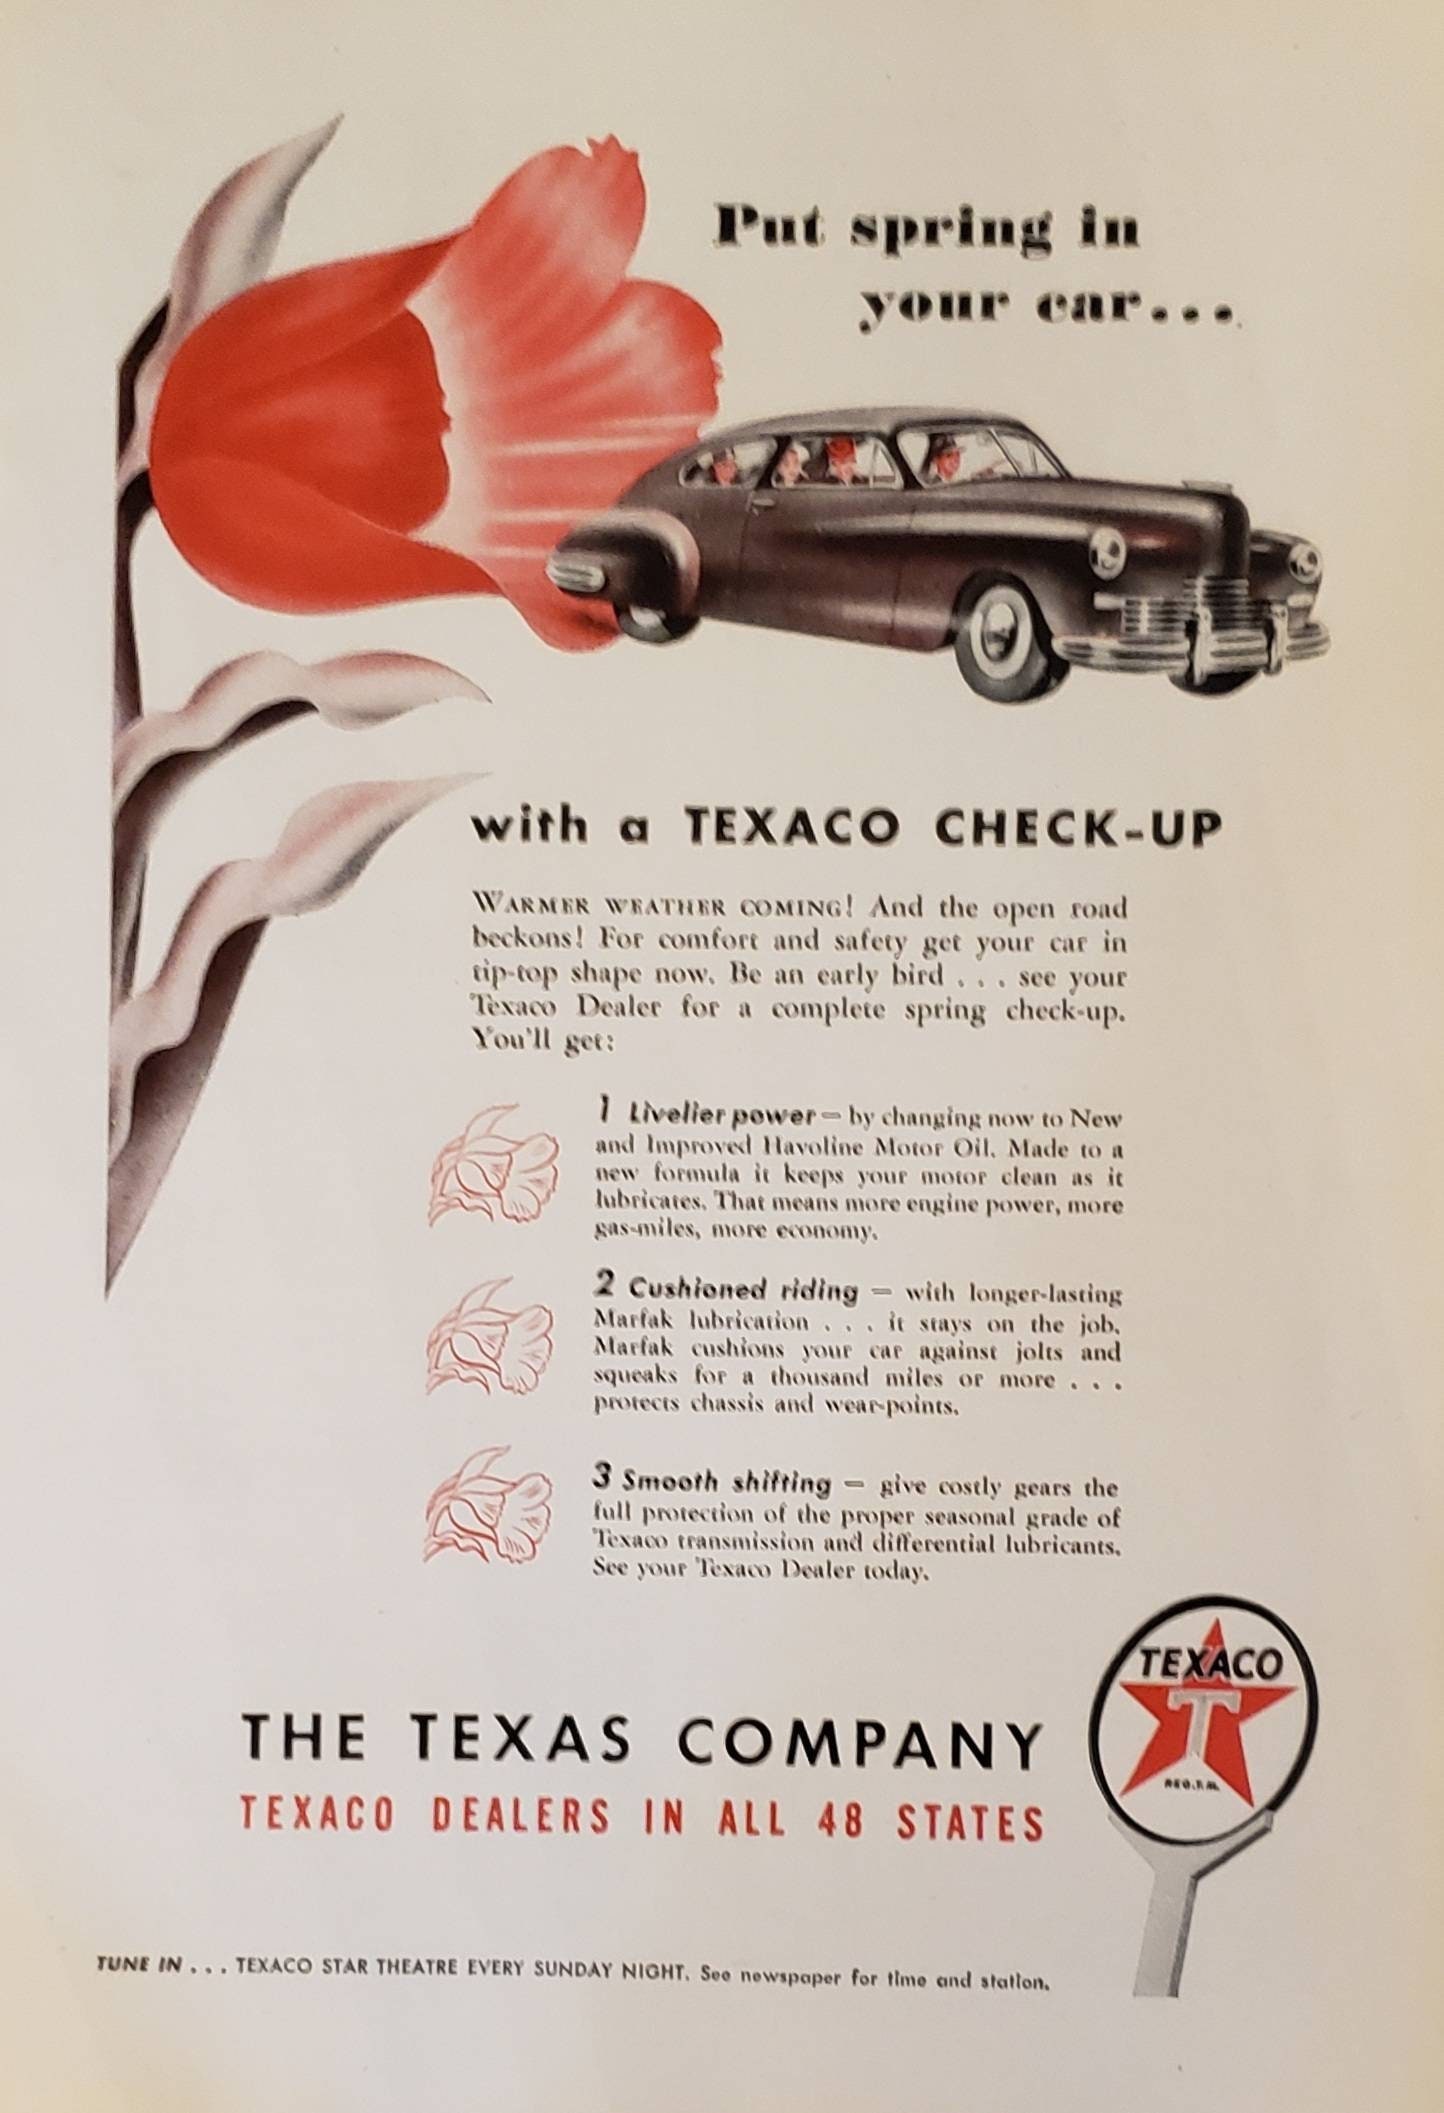 Put spring in
your car...
with a TEXACO CHECK-UP
WARMER WEATHER COMING! And the open road
beckons! For comfort and safety get your car in
tip-top shape now. Be an early bird . . . see your
Texaco Dealer for a complete spring check-up.
You'll get:
1 Livelier power — by changing now to New
and Improved Havoline Motor Oil. Made to a
new formula it keeps your motor clean as it
lubricates. That means more engine power, more
gas-miles, more economy.
2 Cushioned riding — with longer-lasting
Marfak lubrication . . . it stays on the job.
Marfak cushions your car against jolts and
squeaks for a thousand miles or more . . .
protects chassis and wear-points.
3 Smooth shifting — give costly gears the
full protection of the proper seasonal grade of
Texaco transmission and differential lubricants.
See your Texaco Dealer today.
TEXACO
T
REG. T.M.
THE TEXAS COMPANY
TEXACO DEALERS IN ALL 48 STATES
TUNE IN . . . TEXACO STAR THEATRE EVERY SUNDAY NIGHT. See newspaper for time and station.